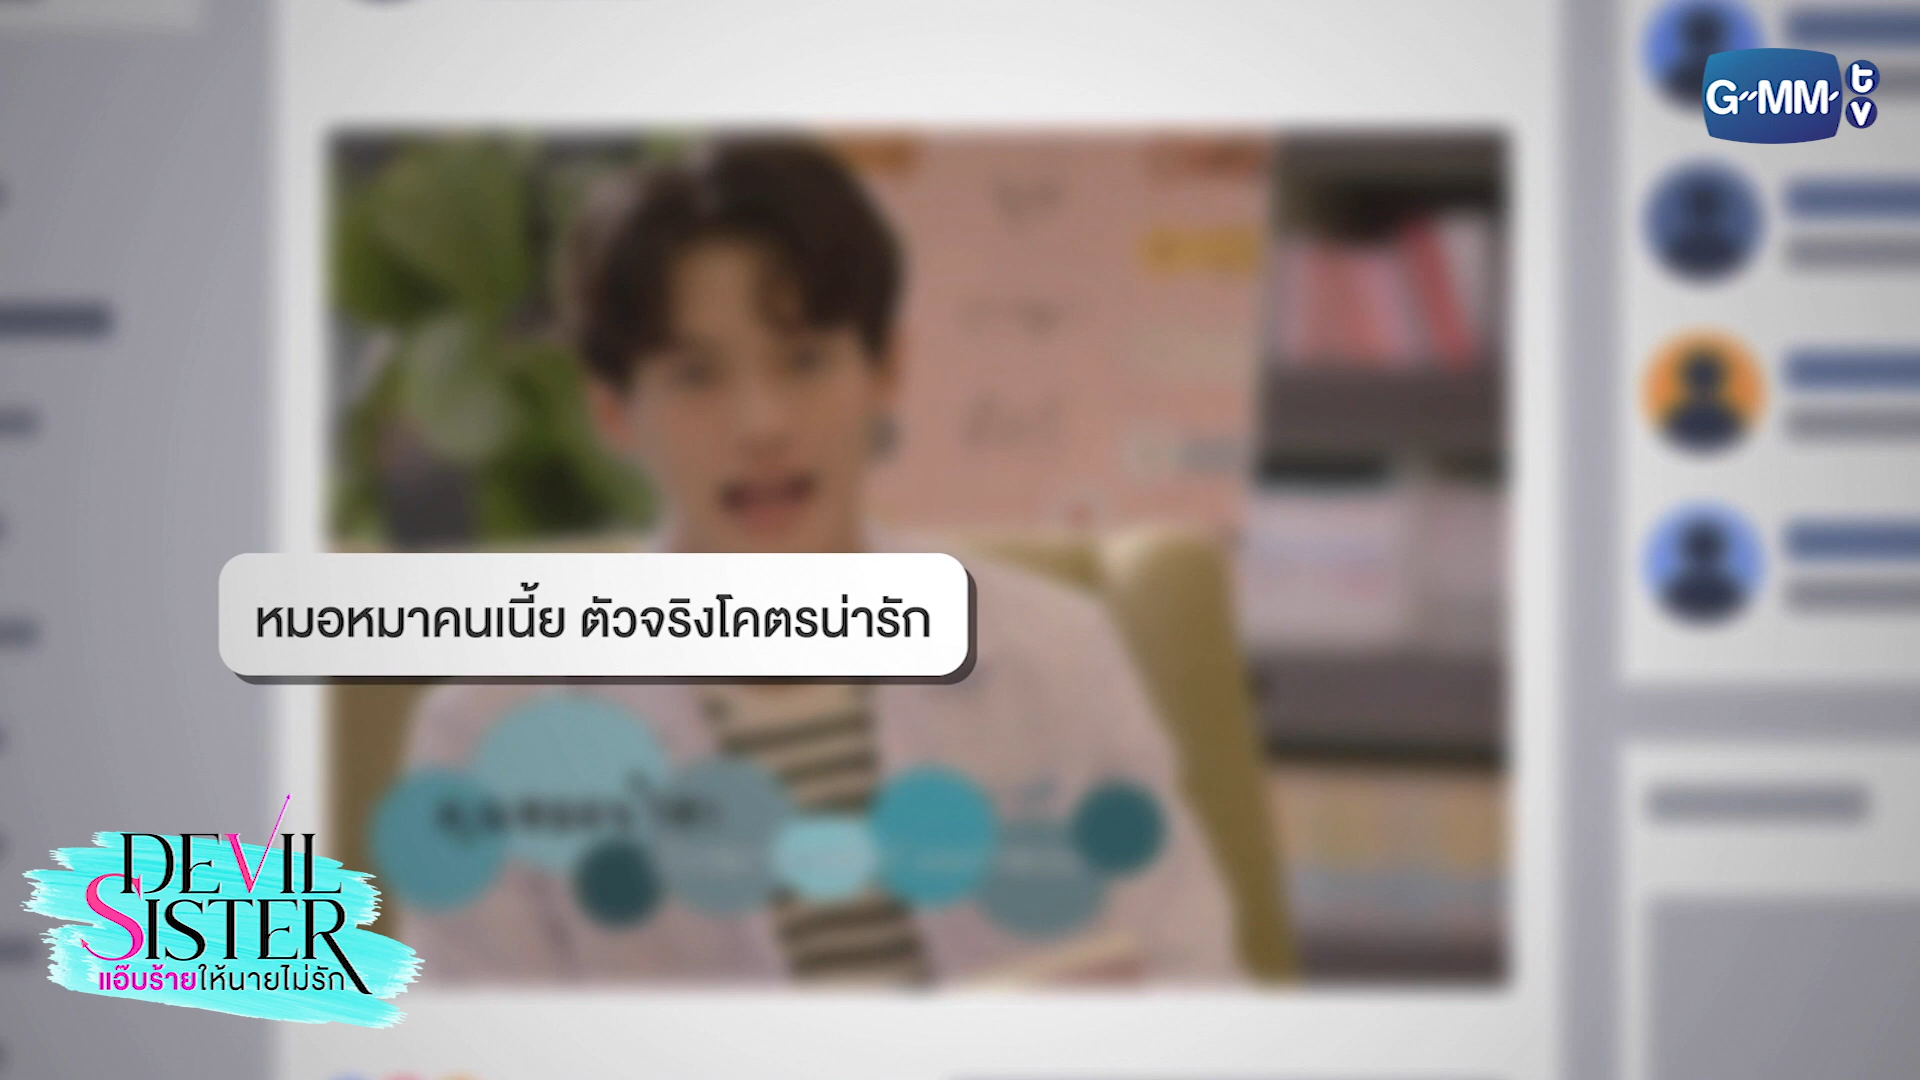 G-MM-tv
หมอหมาคนเนี้ย ตัวจริงโคตรน่ารัก
DEVIL
SISTER
แอ๊บร้ายให้นายไม่รัก